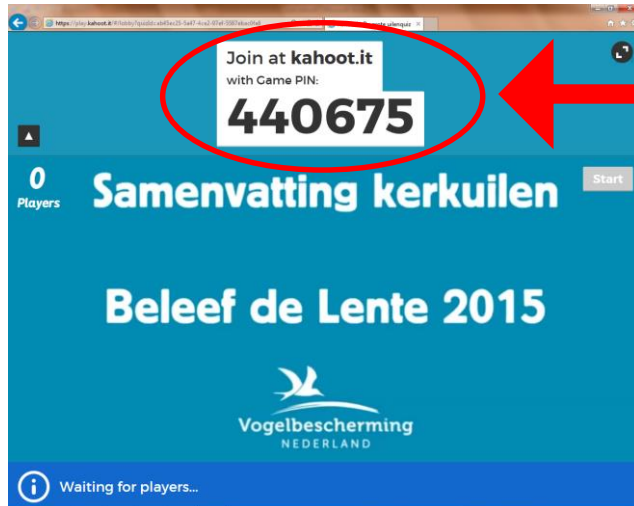 Join at kahoot.it
with Game PIN:
440675
0
Players
Samenvatting kerkuilen
Start
Beleef de Lente 2015
Vogelbescherming
NEDERLAND
Waiting for players...